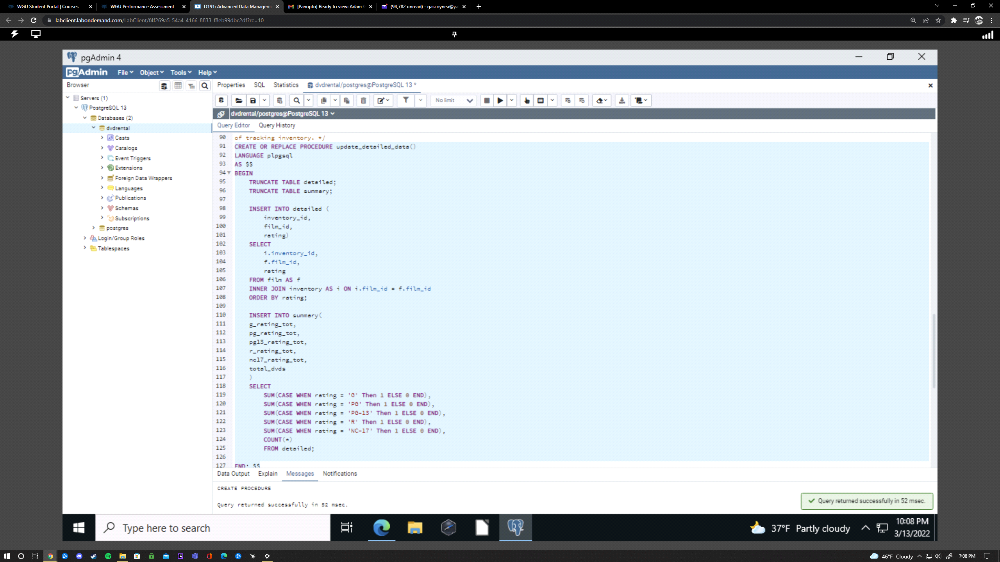 WGU Student Portal | Courses
WGU Performance Assessment
D191: Advanced Data Managem
[Panopto] Ready to view: Adam
(94,782 unread) - gascoynea@ya
labclient.labondemand.com/LabClient/f4f269a5-54a4-4166-8833-f8eb99dbc2df?rc=10
pgAdmin 4
pgAdmin File Object Tools Help
Browser
Properties SQL Statistics dvdrental/postgres@PostgreSQL 13 *
No limit
dvdrental/postgres@PostgreSQL 13
Query Editor Query History
Servers (1)
PostgreSQL 13
Databases (2)
dvdrental
Casts
Catalogs
Event Triggers
Extensions
Foreign Data Wrappers
Languages
Publications
Schemas
Subscriptions
postgres
Login/Group Roles
Tablespaces
90 of tracking inventory. */
91 CREATE OR REPLACE PROCEDURE update_detailed_data()
92 LANGUAGE plpgsql
93 AS $$
94 BEGIN
95 TRUNCATE TABLE detailed;
96 TRUNCATE TABLE summary;
97
98 INSERT INTO detailed (
99 inventory_id,
100 film_id,
101 rating)
102 SELECT
103 i.inventory_id,
104 f.film_id,
105 rating
106 FROM film AS f
107 INNER JOIN inventory AS i ON i.film_id = f.film_id
108 ORDER BY rating;
109
110 INSERT INTO summary(
111 g_rating_tot,
112 pg_rating_tot,
113 pg13_rating_tot,
114 r_rating_tot,
115 nc17_rating_tot,
116 total_dvds
117 )
118 SELECT
119 SUM(CASE WHEN rating = 'G' Then 1 ELSE 0 END),
120 SUM(CASE WHEN rating = 'PG' Then 1 ELSE 0 END),
121 SUM(CASE WHEN rating = 'PG-13' Then 1 ELSE 0 END),
122 SUM(CASE WHEN rating = 'R' Then 1 ELSE 0 END),
123 SUM(CASE WHEN rating = 'NC-17' Then 1 ELSE 0 END),
124 COUNT(*)
125 FROM detailed;
126
127 END; $$
Data Output Explain Messages Notifications
CREATE PROCEDURE
Query returned successfully in 52 msec.
Query returned successfully in 52 msec.
Type here to search
37°F Partly cloudy
10:08 PM
3/13/2022
46°F Cloudy
7:08 PM